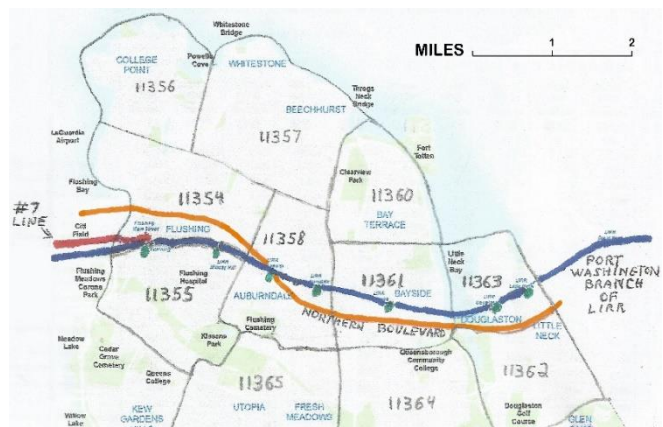 Whitestone
Bridge
MILES
1
2
COLLEGE
POINT
Powells
Cove
WHITESTONE
11356
Throgs
Neck
Bridge
BEECHHURST
11357
LaGuardia
Airport
Fort
Totten
Clearview
Park
Flushing
Bay
11354
11360
BAY
TERRACE
#7
LINE
Citi
Field
FLUSHING
11358
Little
Neck
Bay
11363
PORT
WASHINGTON
BRANCH
OF
LIRR
Flushing
Meadows
Corona
Park
11355
Flushing
Hospital
AUBURNDALE
11361
BAYSIDE
DOUGLASTON
NORTHERN BOULEVARD
LITTLE
NECK
Flushing
Cemetery
Kissena
Park
Meadow Lake
Cedar
Grove
Cemetery
Queens
College
Queensborough
Community
College
11365
11362
UTOPIA
FRESH
MEADOWS
11364
Douglaston
Golf
Course
Willow
Lake
KEW
GARDENS
GLEN